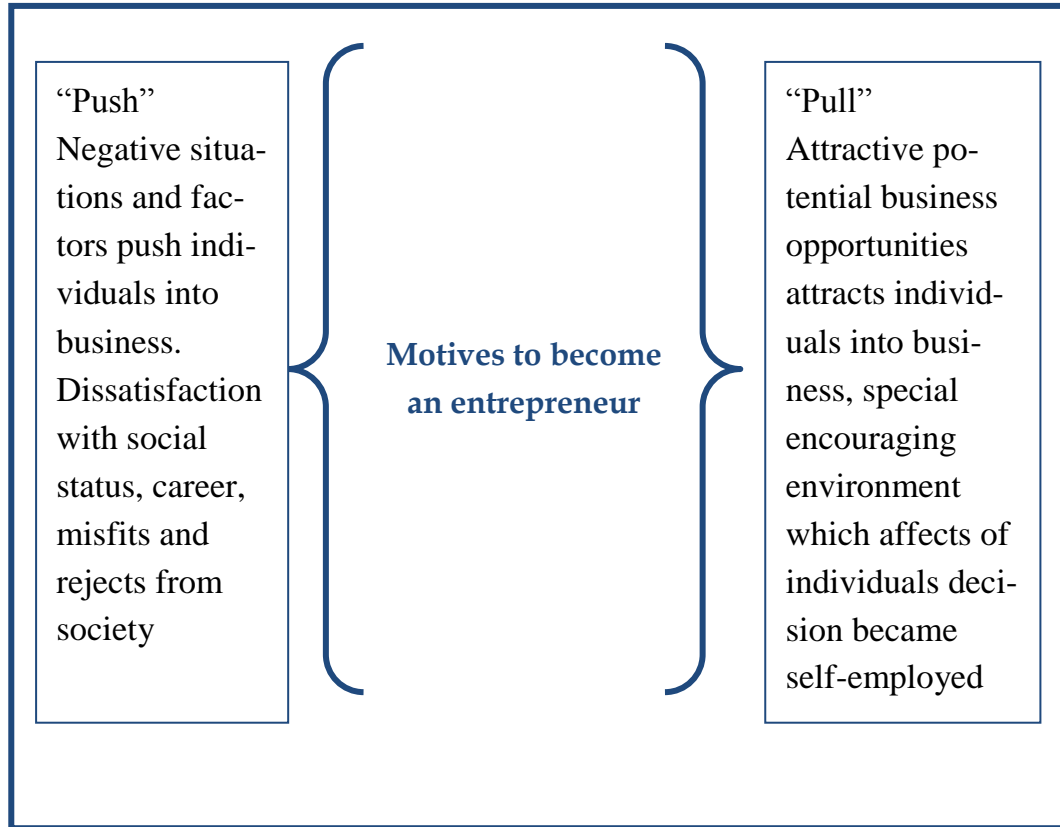 “Push”
Negative situa-
tions and fac-
tors push indi-
viduals into
business.
Dissatisfaction
with social
status, career,
misfits and
rejects from
society
Motives to become
an entrepreneur
“Pull”
Attractive po-
tential business
opportunities
attracts individ-
uals into busi-
ness, special
encouraging
environment
which affects of
individuals deci-
sion became
self-employed